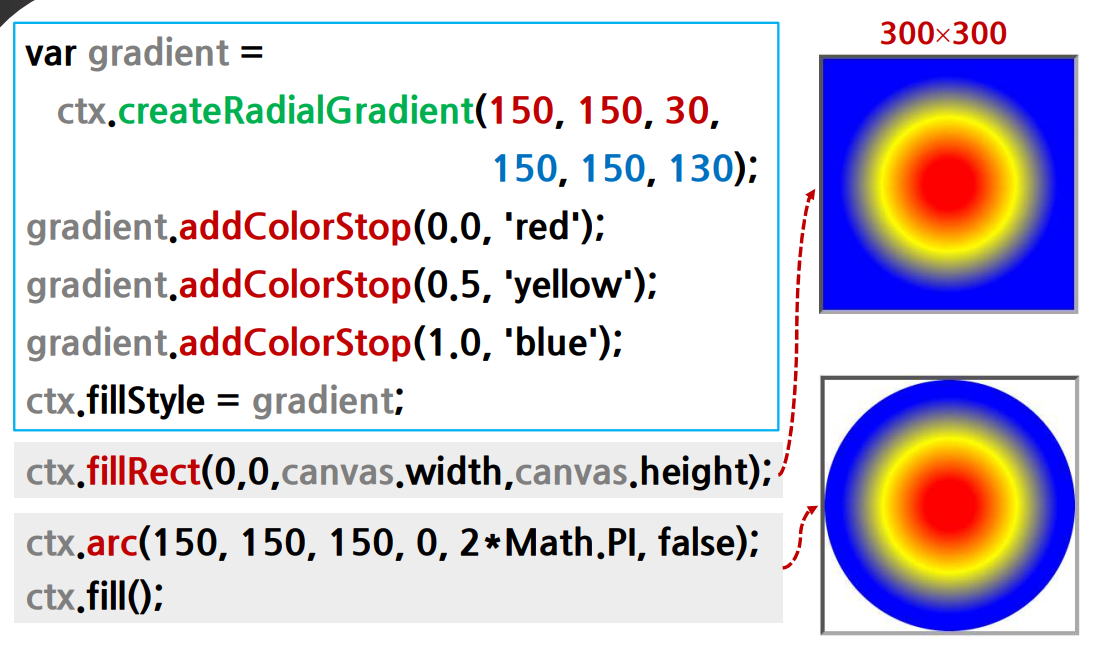 var gradient =
ctx.createRadialGradient(150, 150, 30,
150, 150, 130);
gradient.addColorStop(0.0, 'red');
gradient.addColorStop(0.5, 'yellow');
gradient.addColorStop(1.0, 'blue');
ctx.fillStyle = gradient;
ctx.fillRect(0,0,canvas.width,canvas.height);
ctx.arc(150, 150, 150, 0, 2*Math.PI, false);
ctx.fill();
300×300